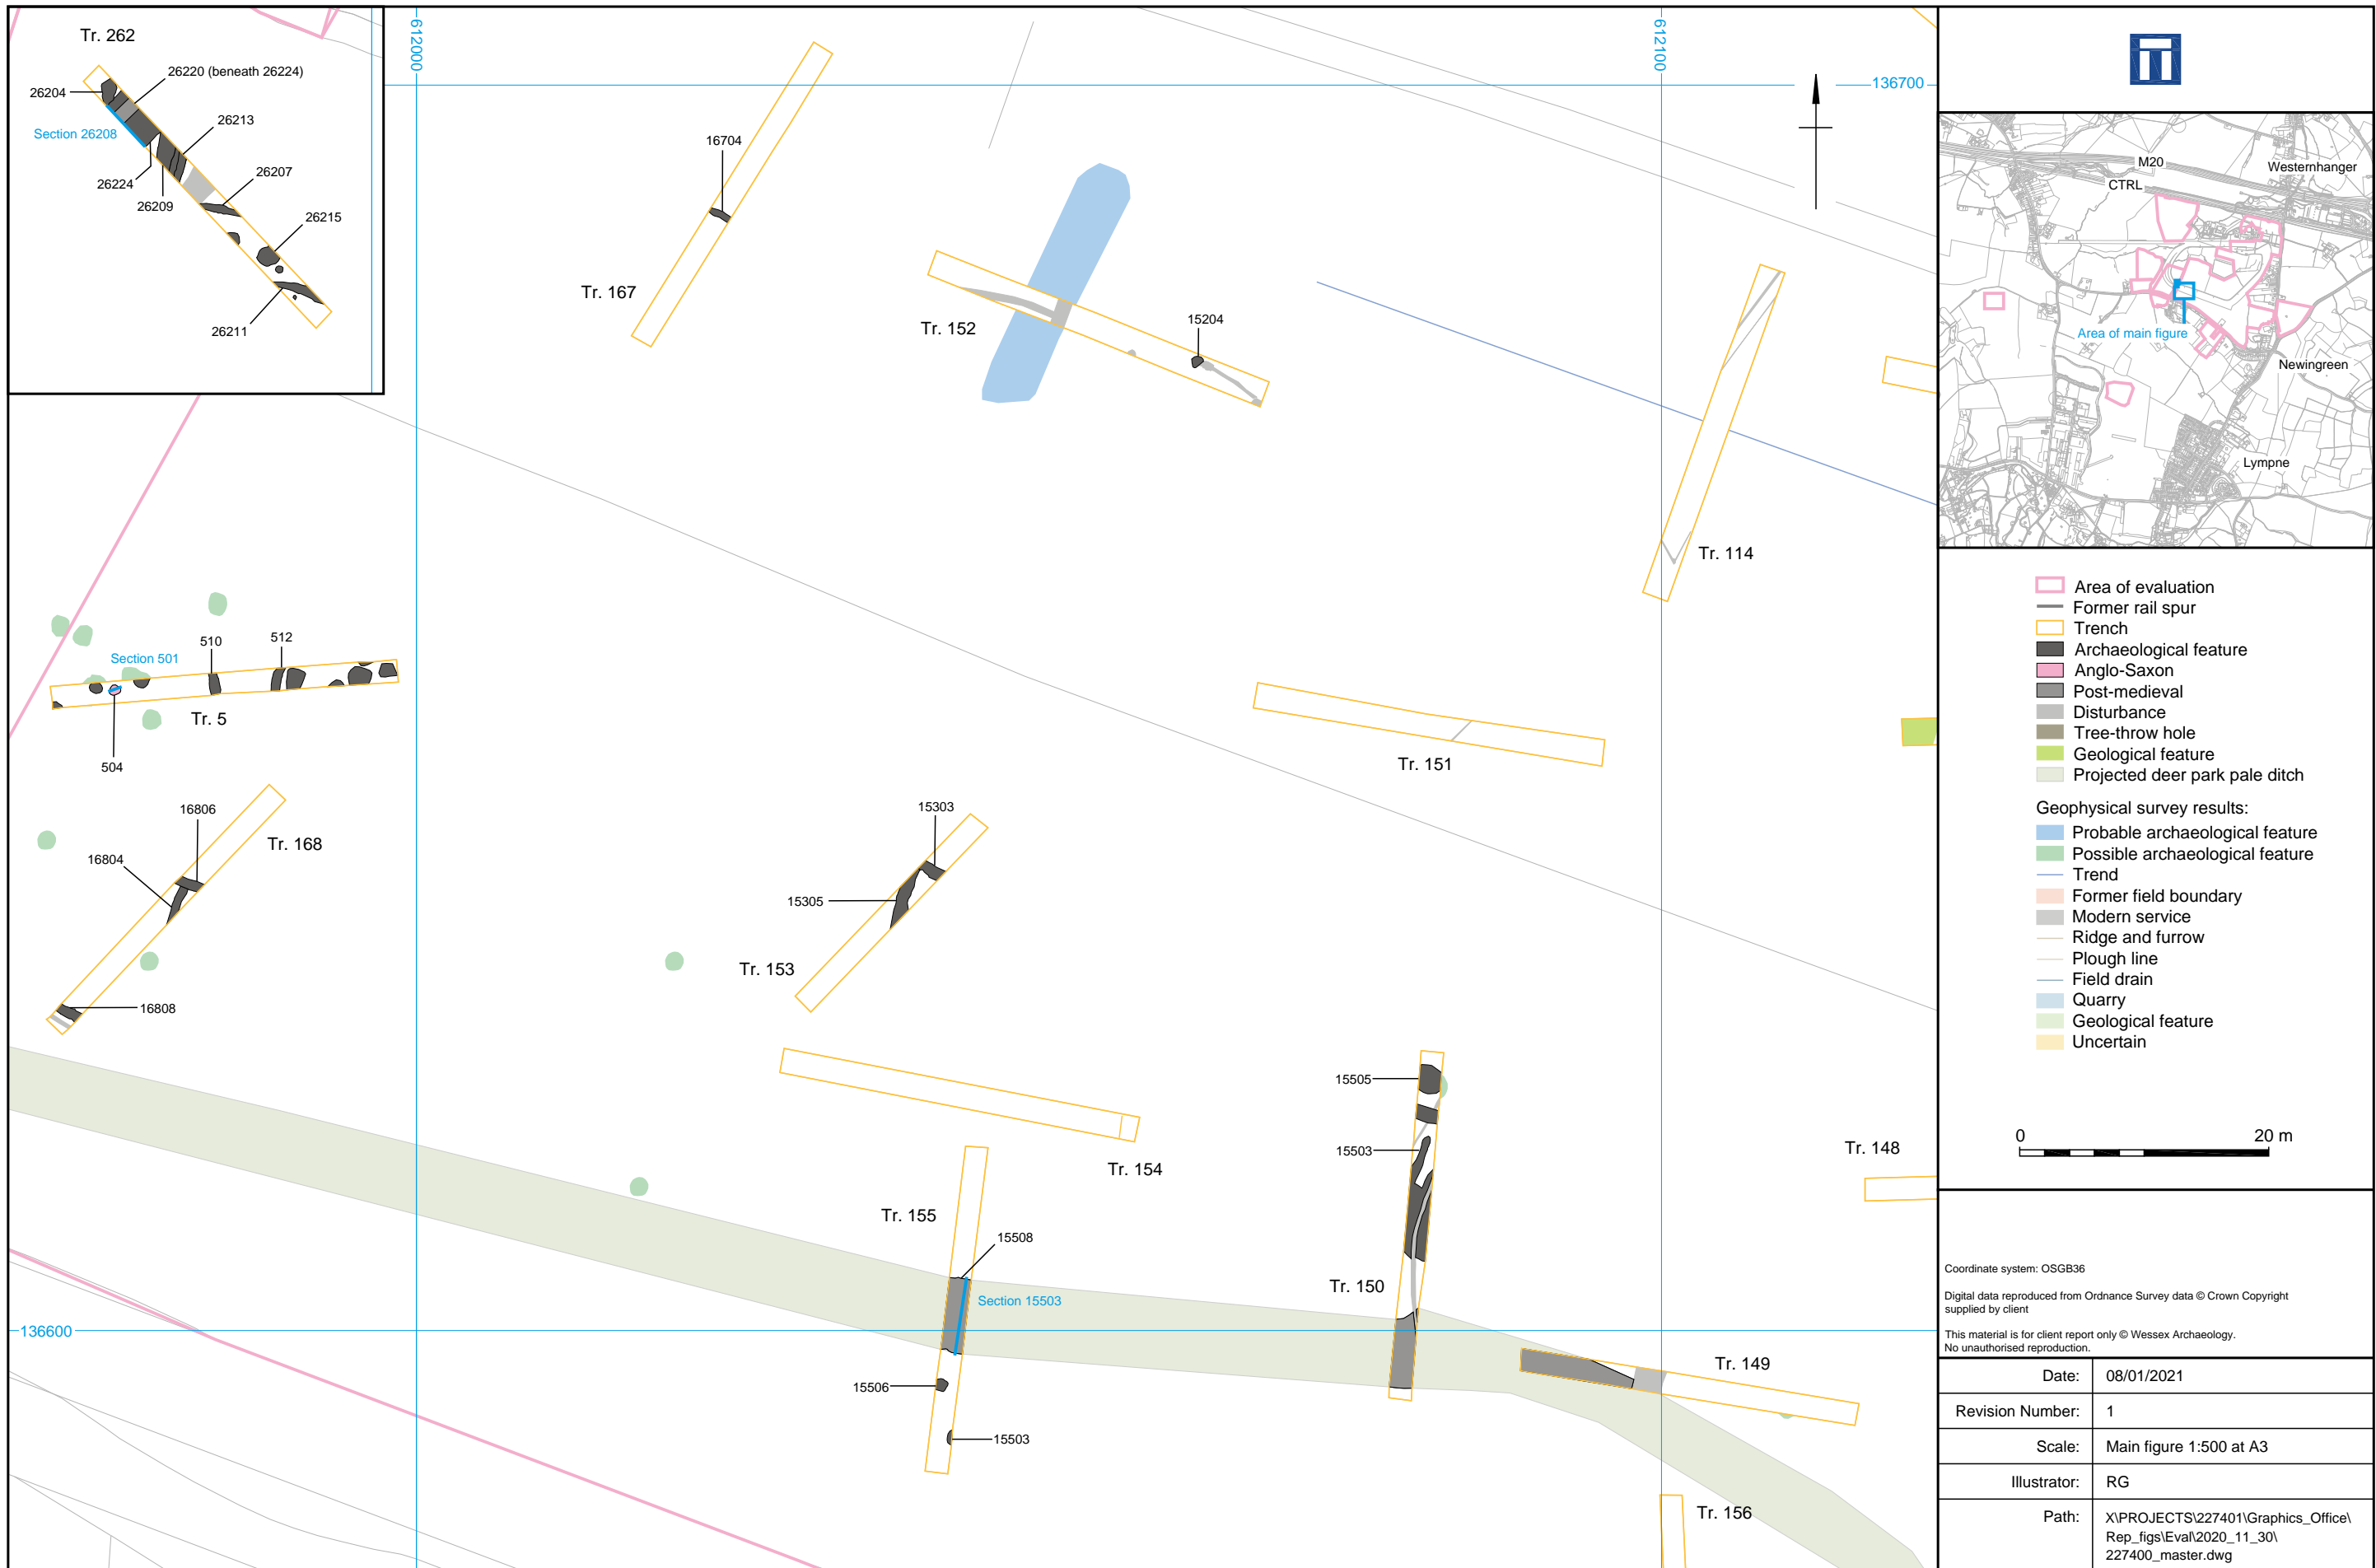 Tr. 262
26220 (beneath 26224)
26204
26213
Section 26208
26207
26224
26209
26215
26211
612000
612100
136700
16704
Tr. 167
Tr. 152
15204
Tr. 114
510
512
Section 501
Tr. 5
504
Tr. 151
16806
Tr. 168
16804
16808
15303
15305
Tr. 153
Tr. 154
15505
15503
Tr. 148
Tr. 155
15508
Section 15503
Tr. 150
136600
Tr. 149
15506
15503
Tr. 156
M20
Westernhanger
CTRL
Area of main figure
Newingreen
Lympne
Area of evaluation
Former rail spur
Trench
Archaeological feature
Anglo-Saxon
Post-medieval
Disturbance
Tree-throw hole
Geological feature
Projected deer park pale ditch
Geophysical survey results:
Probable archaeological feature
Possible archaeological feature
Trend
Former field boundary
Modern service
Ridge and furrow
Plough line
Field drain
Quarry
Geological feature
Uncertain
0 20 m
Coordinate system: OSGB36
Digital data reproduced from Ordnance Survey data © Crown Copyright
supplied by client
This material is for client report only © Wessex Archaeology.
No unauthorised reproduction.
Date: 08/01/2021
Revision Number: 1
Scale: Main figure 1:500 at A3
Illustrator: RG
Path: X\PROJECTS\227401\Graphics_Office\
Rep_figs\Eval\2020_11_30\
227400_master.dwg